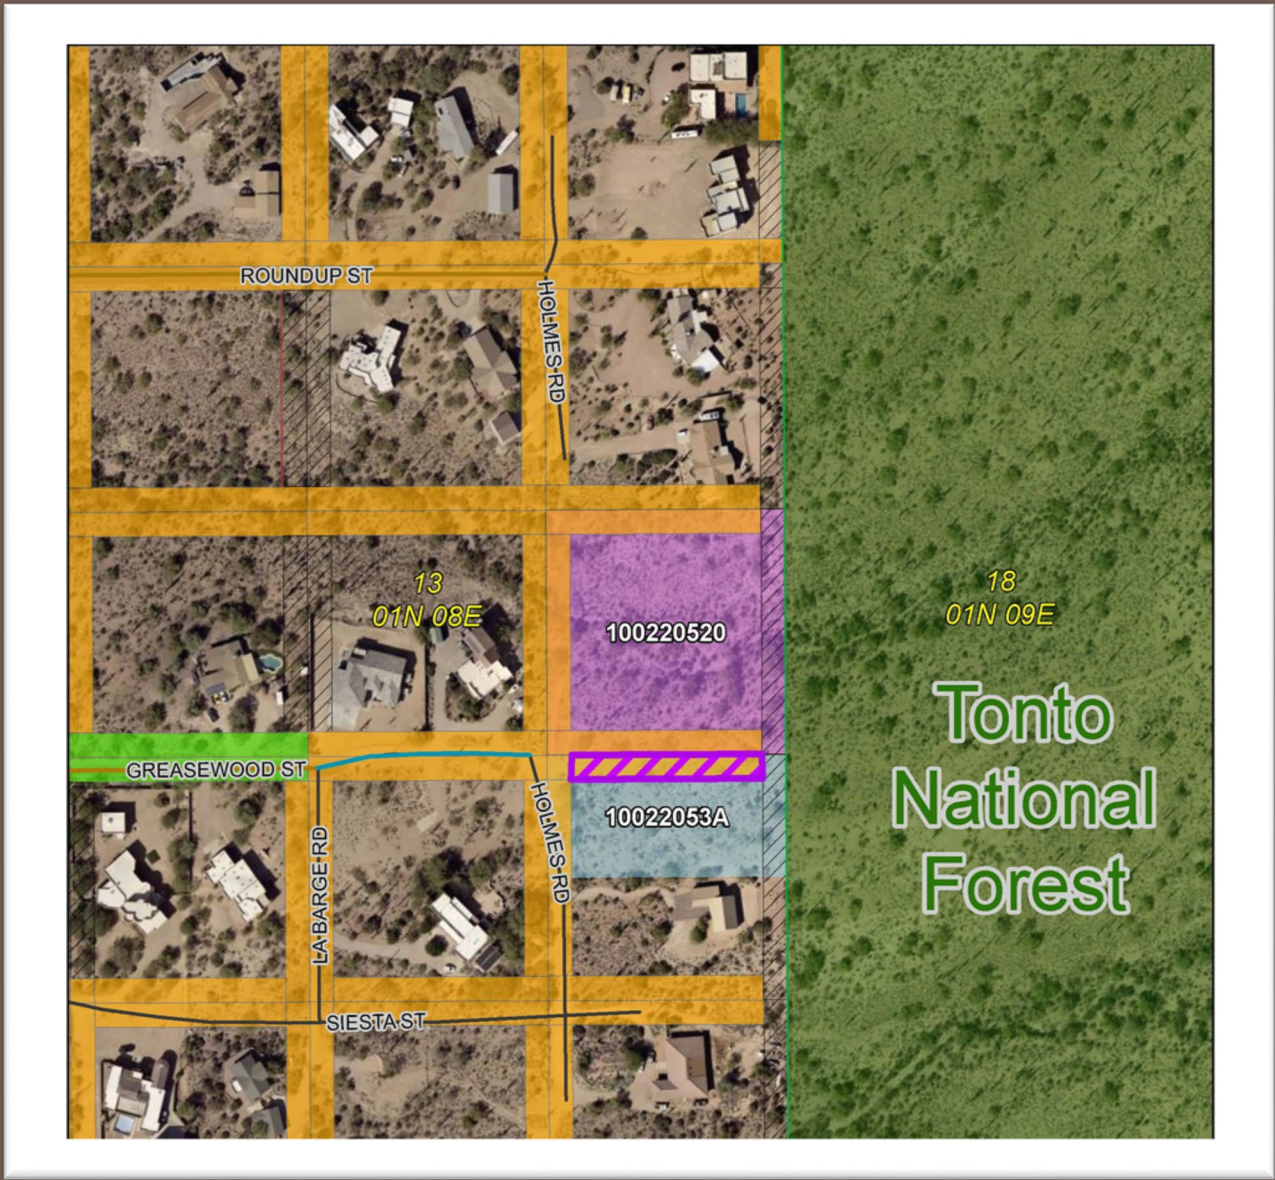 ROUNDUP ST
HOLMES RD
13
01N 08E
18
01N 09E
100220520
Tonto
National
Forest
GREASEWOOD ST
HOLMES RD
10022053A
LA BARGE RD
SIESTA ST